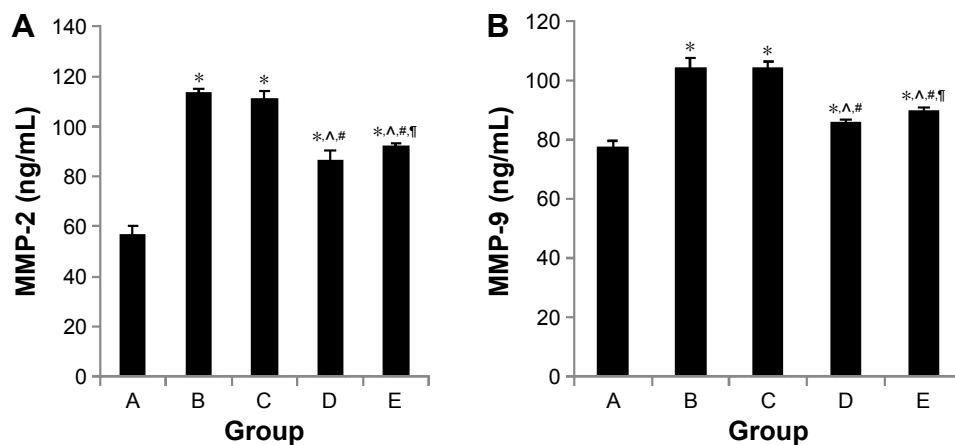 A
MMP-2 (ng/mL)
140
120
100
80
60
40
20
0
*
*
*,^,#
*,^,#,¶
A B C D E
Group
B
MMP-9 (ng/mL)
120
100
80
60
40
20
0
*
*
*,^,#
*,^,#,¶
A B C D E
Group